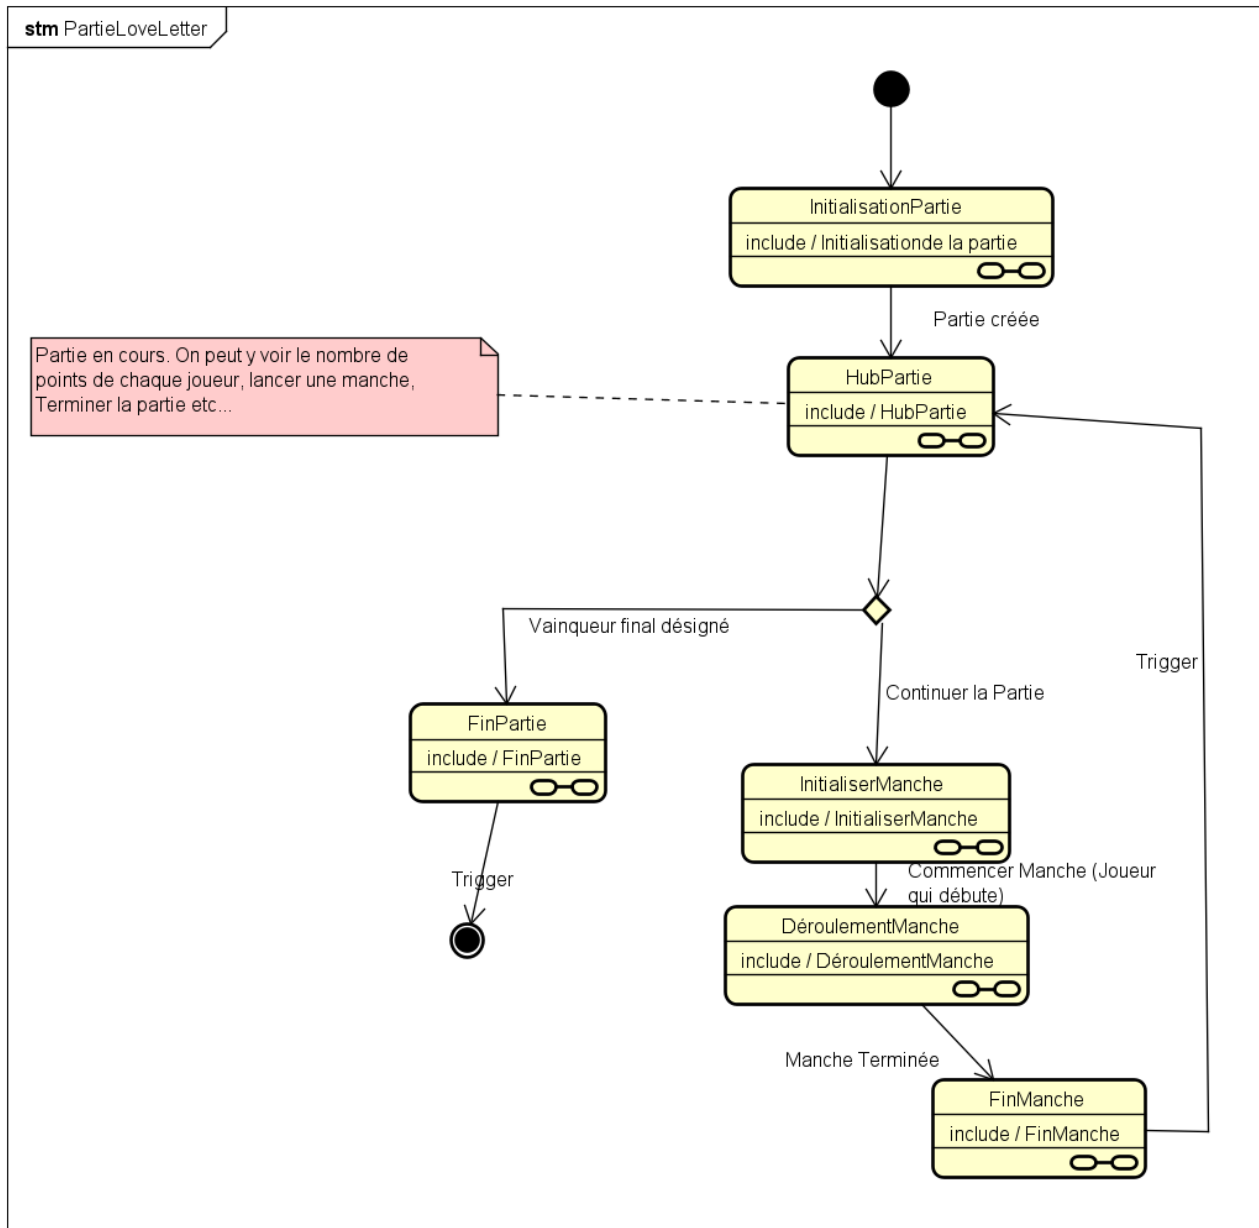 stm PartieLoveLetter
InitialisationPartie
include / Initialisationde la partie
Partie créée
Partie en cours. On peut y voir le nombre de
points de chaque joueur, lancer une manche,
Terminer la partie etc...
HubPartie
include / HubPartie
Vainqueur final désigné
Trigger
Continuer la Partie
FinPartie
include / FinPartie
InitialiserManche
include / InitialiserManche
Trigger
Commencer Manche (Joueur
qui débute)
DéroulementManche
include / DéroulementManche
Manche Terminée
FinManche
include / FinManche